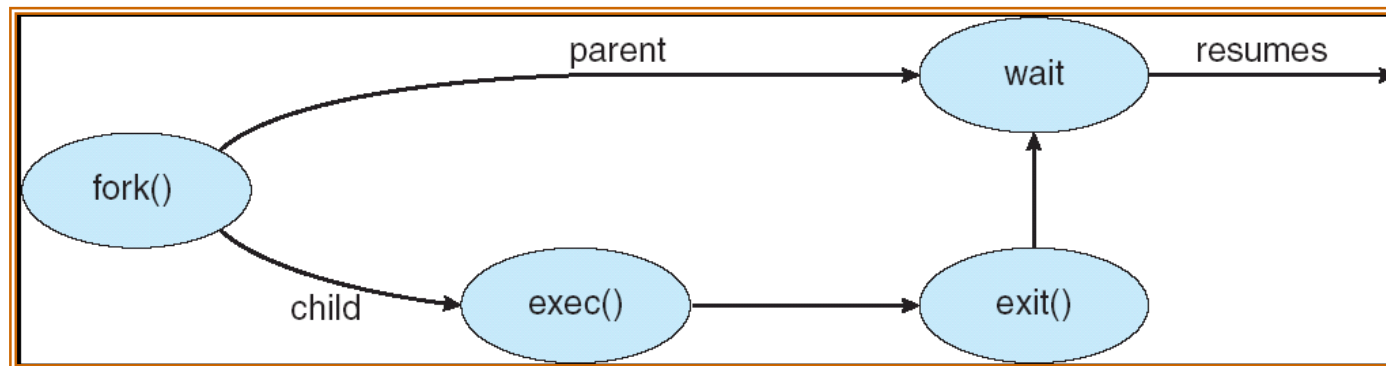 parent
wait
resumes
fork()
child
exec()
exit()